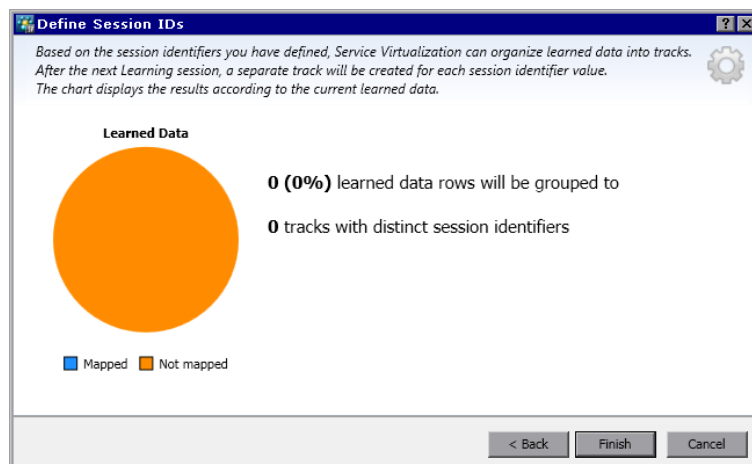 Define Session IDs
Based on the session identifiers you have defined, Service Virtualization can organize learned data into tracks.
After the next Learning session, a separate track will be created for each session identifier value.
The chart displays the results according to the current learned data.
Learned Data
0 (0%) learned data rows will be grouped to
0 tracks with distinct session identifiers
Mapped Not mapped
< Back Finish Cancel